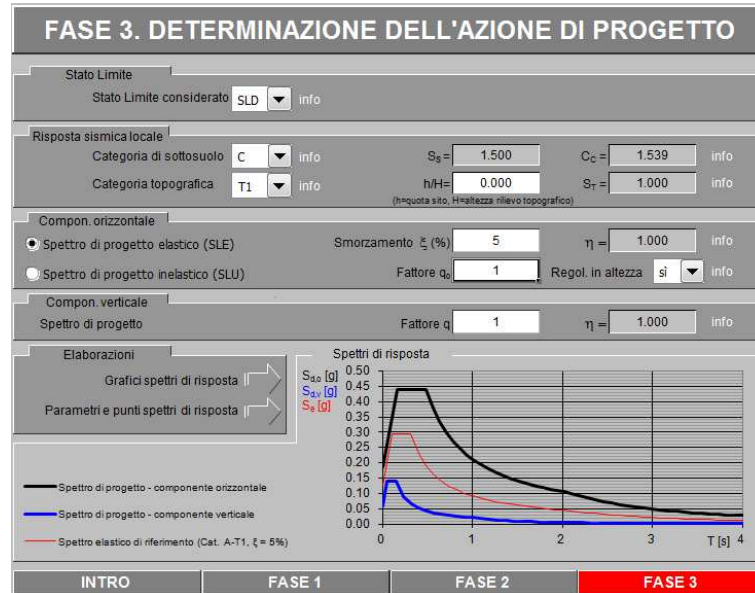 FASE 3. DETERMINAZIONE DELL'AZIONE DI PROGETTO
Stato Limite
Stato Limite considerato SLD info
Risposta sismica locale
Categoria di sottosuolo C info
S_S = 1.500 C_C = 1.539 info
Categoria topografica T1 info
h/H= 0.000 S_T = 1.000 info
(h=quota sito, H=altezza rilievo topografico)
Compon. orizzontale
Spettro di progetto elastico (SLE)
Smorzamento ξ (%) 5 η = 1.000 info
Spettro di progetto inelastico (SLU)
Fattore q_o 1 Regol. in altezza sì info
Compon. verticale
Spettro di progetto
Fattore q 1 η = 1.000 info
Elaborazioni
Grafici spettri di risposta
Parametri e punti spettri di risposta
Spettri di risposta
S_d,o [g]
S_d,v [g]
S_e [g]
0.50
0.45
0.40
0.35
0.30
0.25
0.20
0.15
0.10
0.05
0.00
0 1 2 3 4
T [s]
Spettro di progetto - componente orizzontale
Spettro di progetto - componente verticale
Spettro elastico di riferimento (Cat. A-T1, ξ = 5%)
INTRO FASE 1 FASE 2 FASE 3